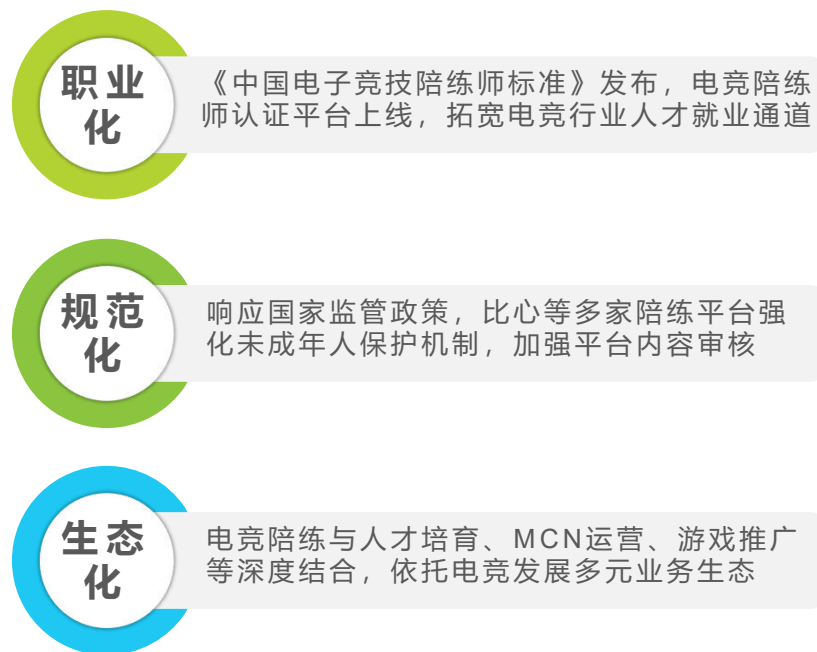 职业
化
《中国电子竞技陪练师标准》发布，电竞陪练
师认证平台上线，拓宽电竞行业人才就业通道
规范
化
响应国家监管政策，比心等多家陪练平台强
化未成年人保护机制，加强平台内容审核
生态
化
电竞陪练与人才培育、MCN运营、游戏推广
等深度结合，依托电竞发展多元业务生态